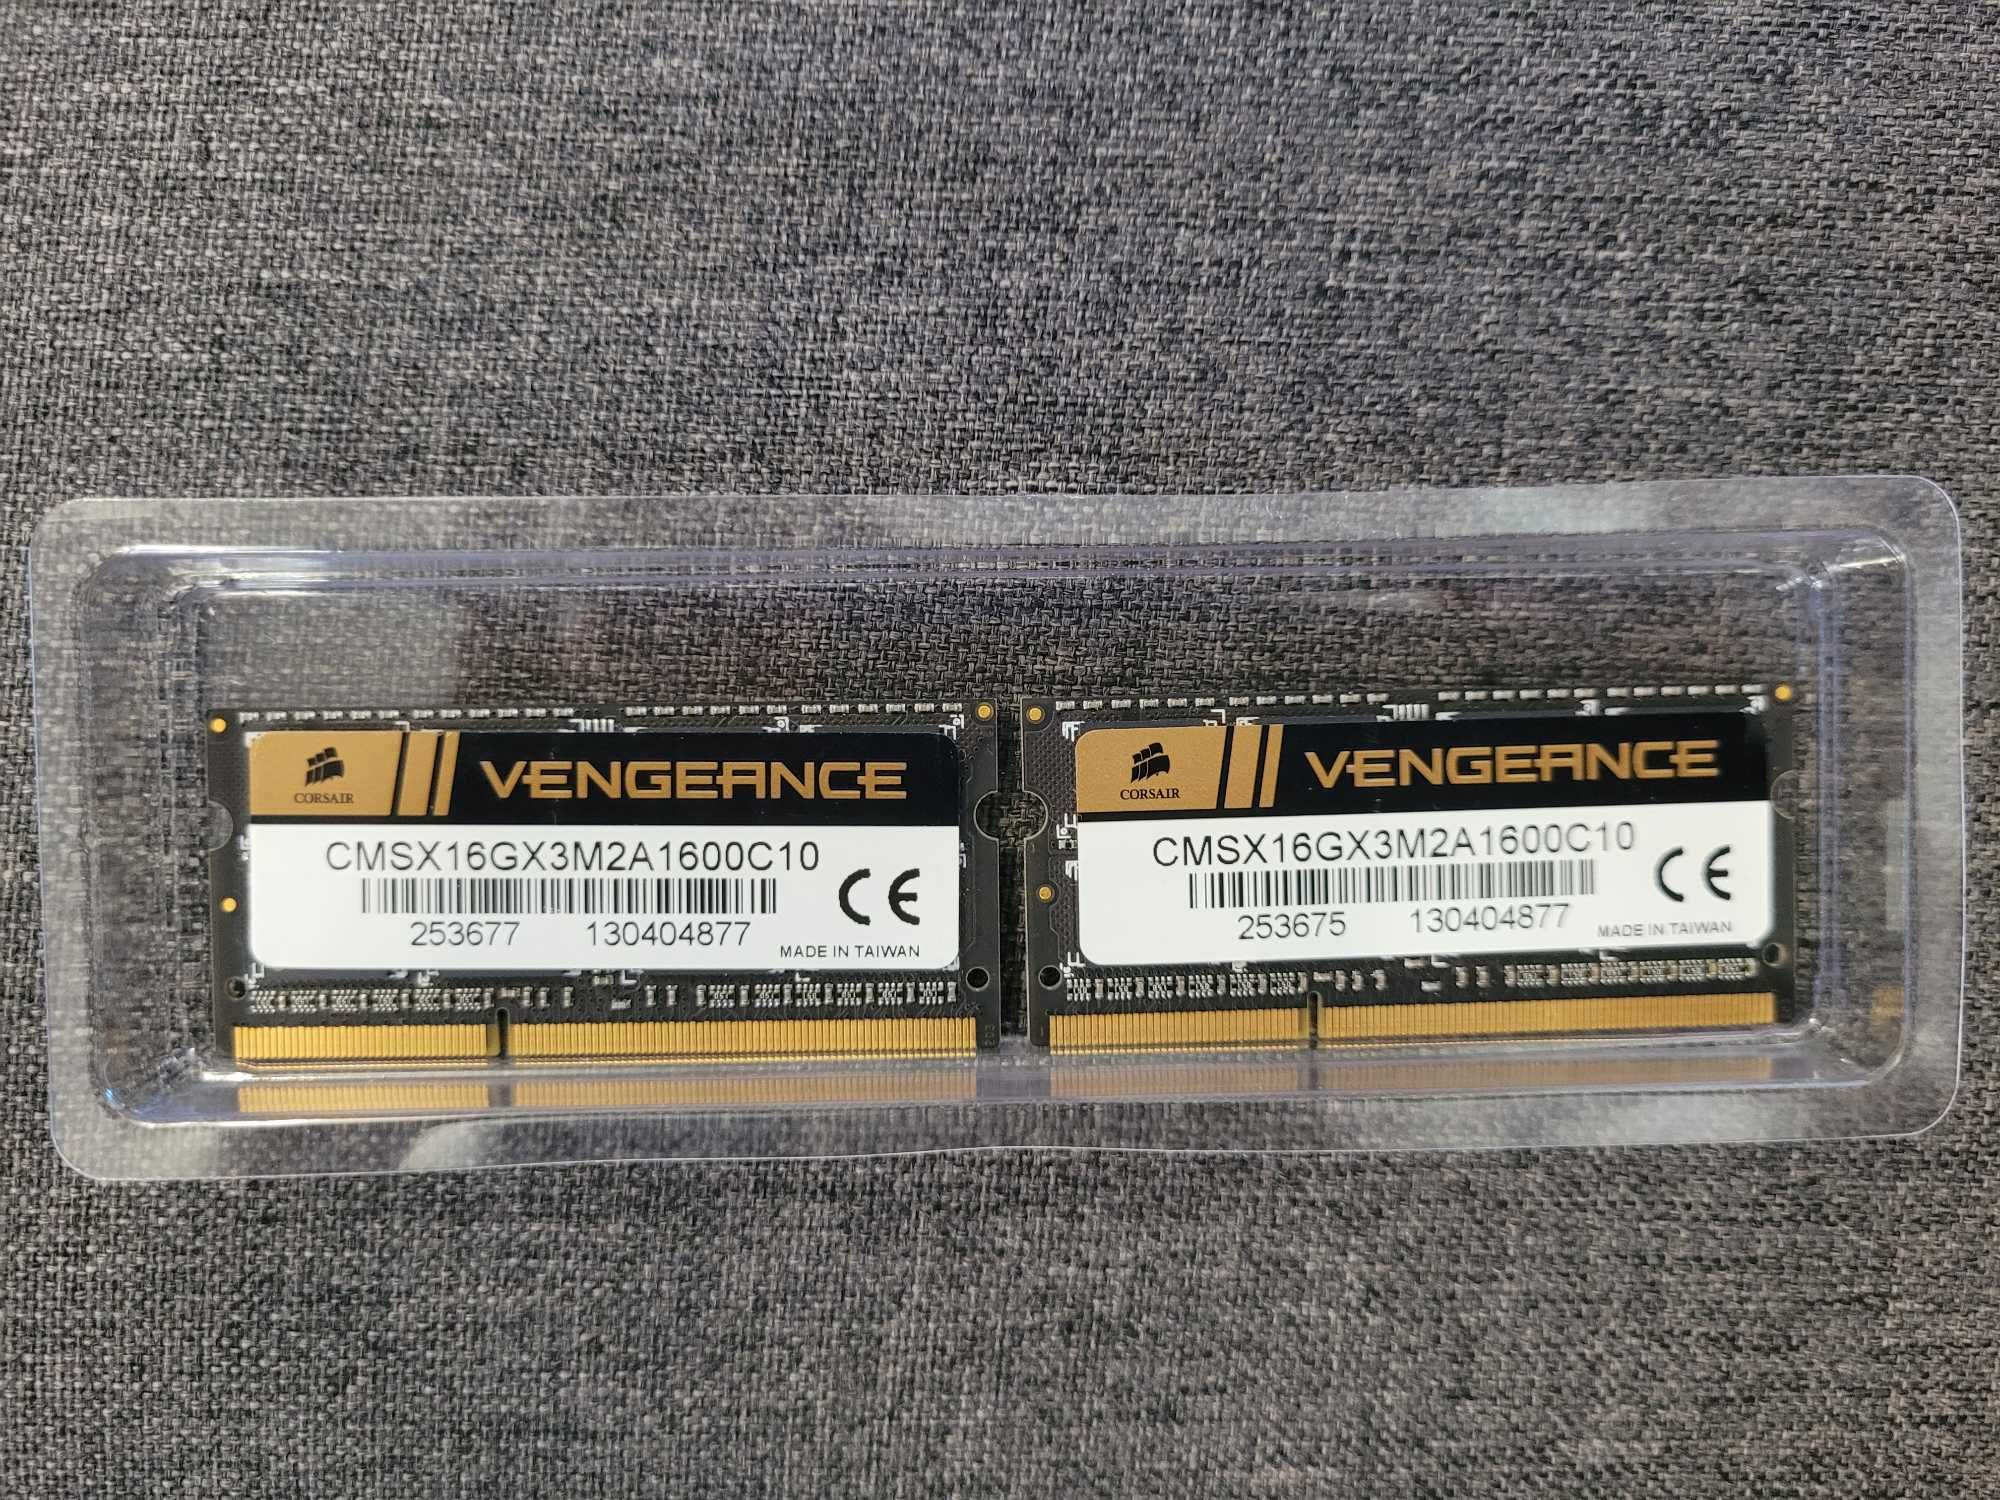 CORSAIR
VENGEANCE
CMSX16GX3M2A1600C10
253677 130404877
CE
MADE IN TAIWAN
CORSAIR
VENGEANCE
CMSX16GX3M2A1600C10
253675 130404877
CE
MADE IN TAIWAN